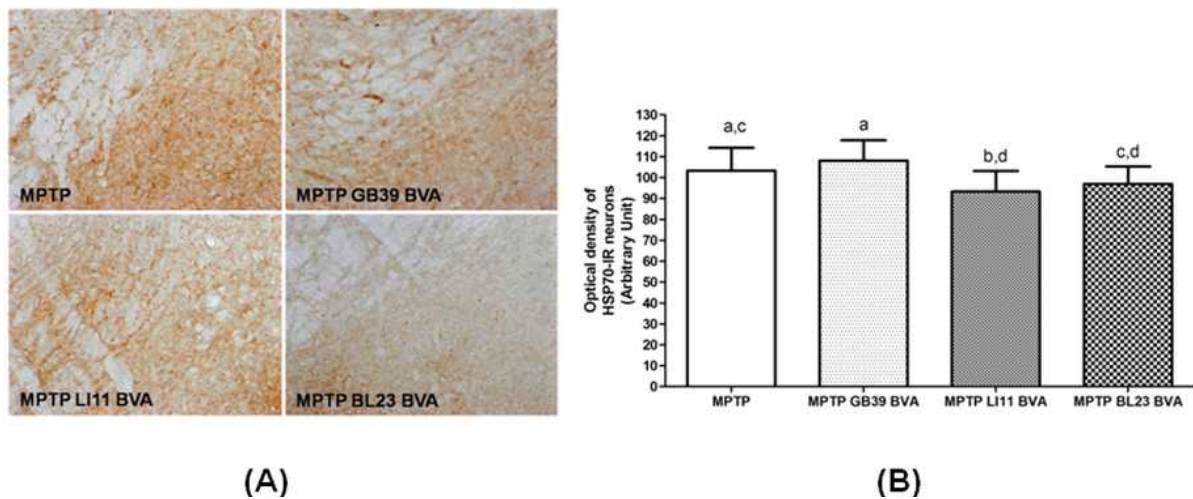 MPTP
MPTP GB39 BVA
MPTP LI11 BVA
MPTP BL23 BVA
(A)
Optical density of
HSP70-IR neurons
(Arbitrary Unit)
130
120
110
100
90
80
70
60
50
40
30
20
10
0
a,c
a
b,d
c,d
MPTP
MPTP GB39 BVA
MPTP LI11 BVA
MPTP BL23 BVA
(B)